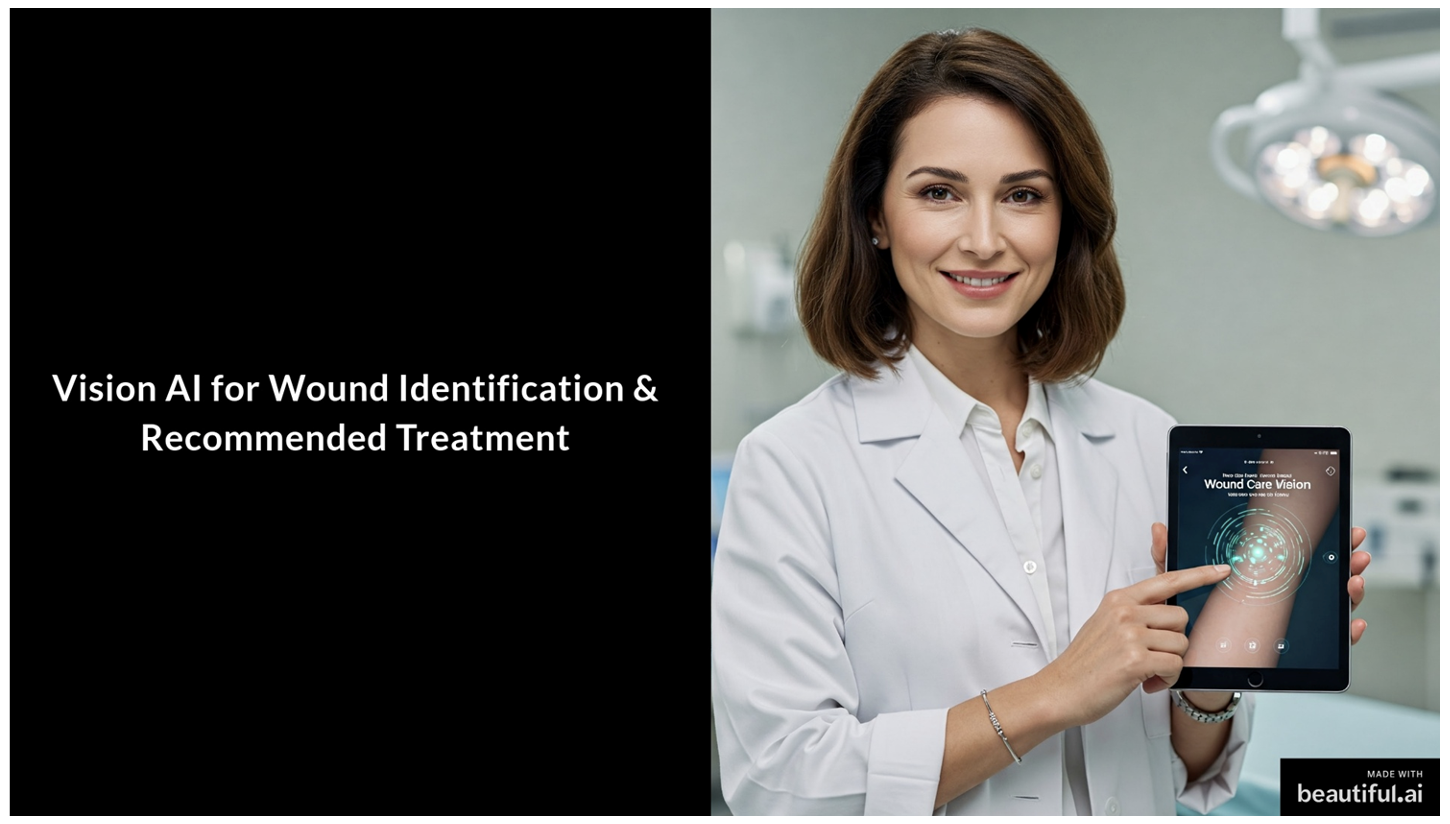 Vision AI for Wound Identification &
Recommended Treatment
Wound Care Vision
MADE WITH
beautiful.ai